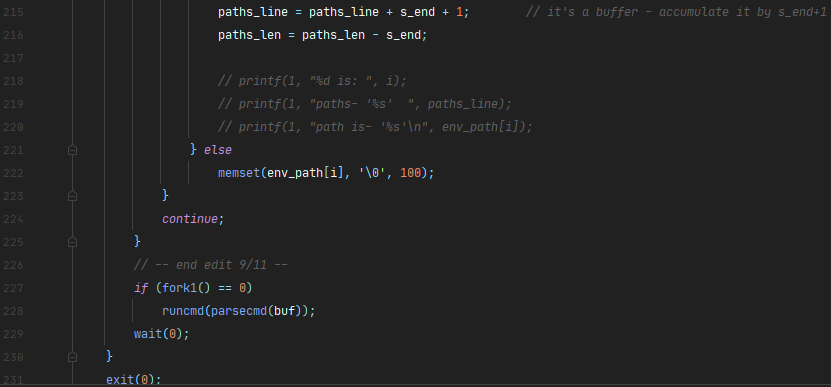 215 paths_line = paths_line + s_end + 1; // it's a buffer - accumulate it by s_end+1
216 paths_len = paths_len - s_end;
217
218 // printf(1, "%d is: ", i);
219 // printf(1, "paths- '%s'  ", paths_line);
220 // printf(1, "path is- '%s'\n", env_path[i]);
221 } else
222 memset(env_path[i], '\0', 100);
223 }
224 continue;
225 }
226 // -- end edit 9/11 --
227 if (fork1() == 0)
228 runcmd(parsecmd(buf));
229 wait(0);
230 }
231 exit(0);